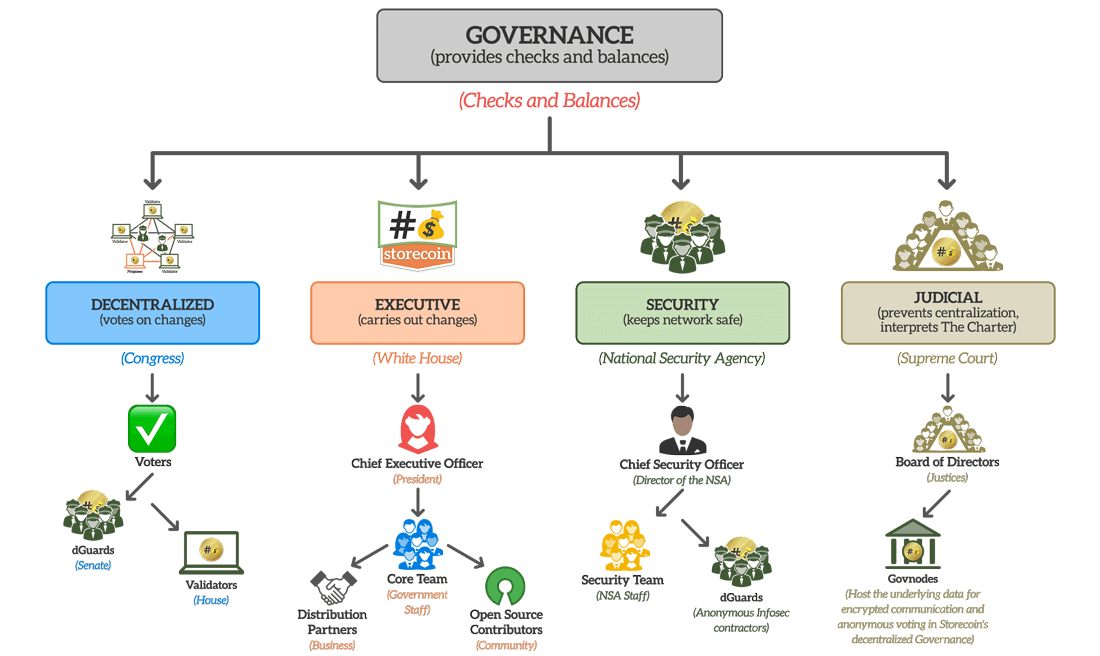 GOVERNANCE
(provides checks and balances)
(Checks and Balances)
Validator
Validator
Validator
Validator
#
storecoin
DECENTRALIZED
(votes on changes)
EXECUTIVE
(carries out changes)
SECURITY
(keeps network safe)
JUDICIAL
(prevents centralization,
interprets The Charter)
(Congress)
(White House)
(National Security Agency)
(Supreme Court)
Voters
Chief Executive Officer
(President)
Chief Security Officer
(Director of the NSA)
Board of Directors
(Justices)
dGuards
(Senate)
Validators
(House)
Distribution
Partners
(Business)
Core Team
(Government
Staff)
Open Source
Contributors
(Community)
Security Team
(NSA Staff)
dGuards
(Anonymous Infosec
contractors)
Govnodes
(Host the underlying data for
encrypted communication and
anonymous voting in Storecoin's
decentralized Governance)